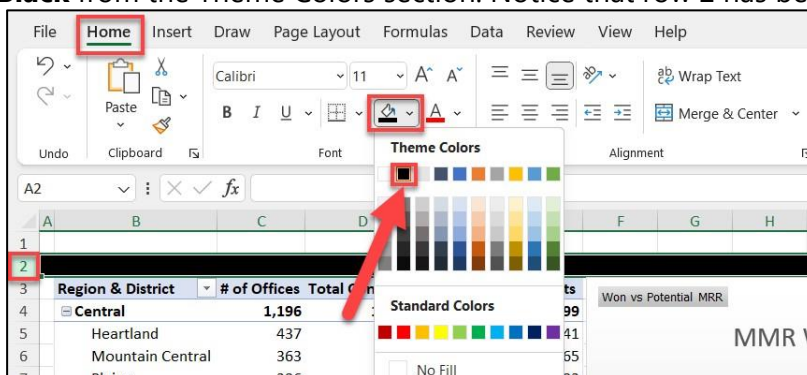 Black from the Theme Colors section. Notice that row 2 has be
File Home Insert Draw Page Layout Formulas Data Review View Help
Calibri 11 A^ A˅ ab Wrap Text
Paste B I U A Merge & Center
Undo Clipboard Font Alignment
Theme Colors
A2 fx
A B C D F G H
1
2
3 Region & District # of Offices Total ts Won vs Potential MRR
4 Central 1,196 99
5 Heartland 437 41 MMR
6 Mountain Central 363 65
Standard Colors
No Fill